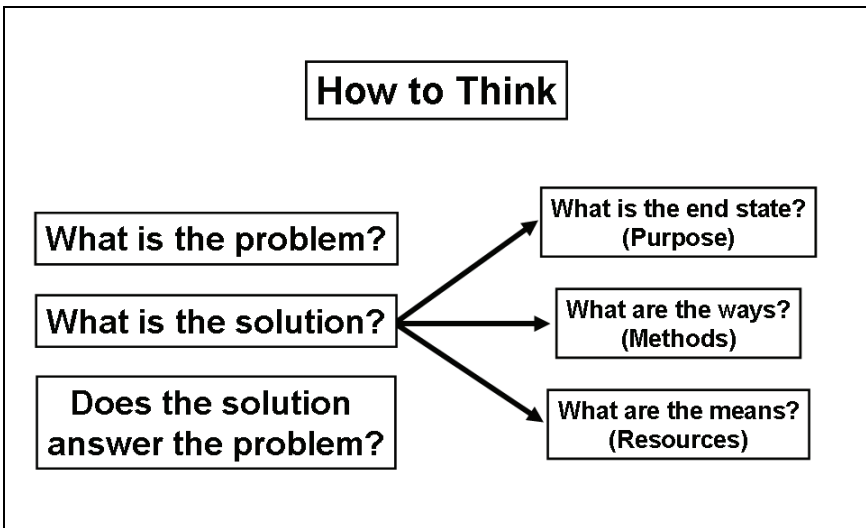 How to Think
What is the problem?
What is the solution?
Does the solution
answer the problem?
What is the end state?
(Purpose)
What are the ways?
(Methods)
What are the means?
(Resources)